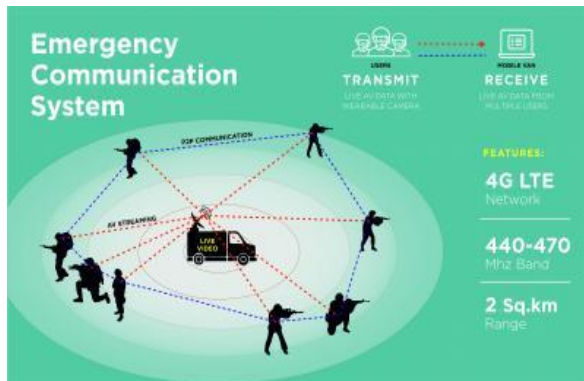 Emergency
Communication
System
USERS
TRANSMIT
LIVE AV DATA WITH
WEARABLE CAMERA
MOBILE VAN
RECEIVE
LIVE AV DATA FROM
MULTIPLE USERS
P2P COMMUNICATION
AV STREAMING
LIVE
VIDEO
FEATURES:
4G LTE
Network
440-470
Mhz Band
2 Sq.km
Range